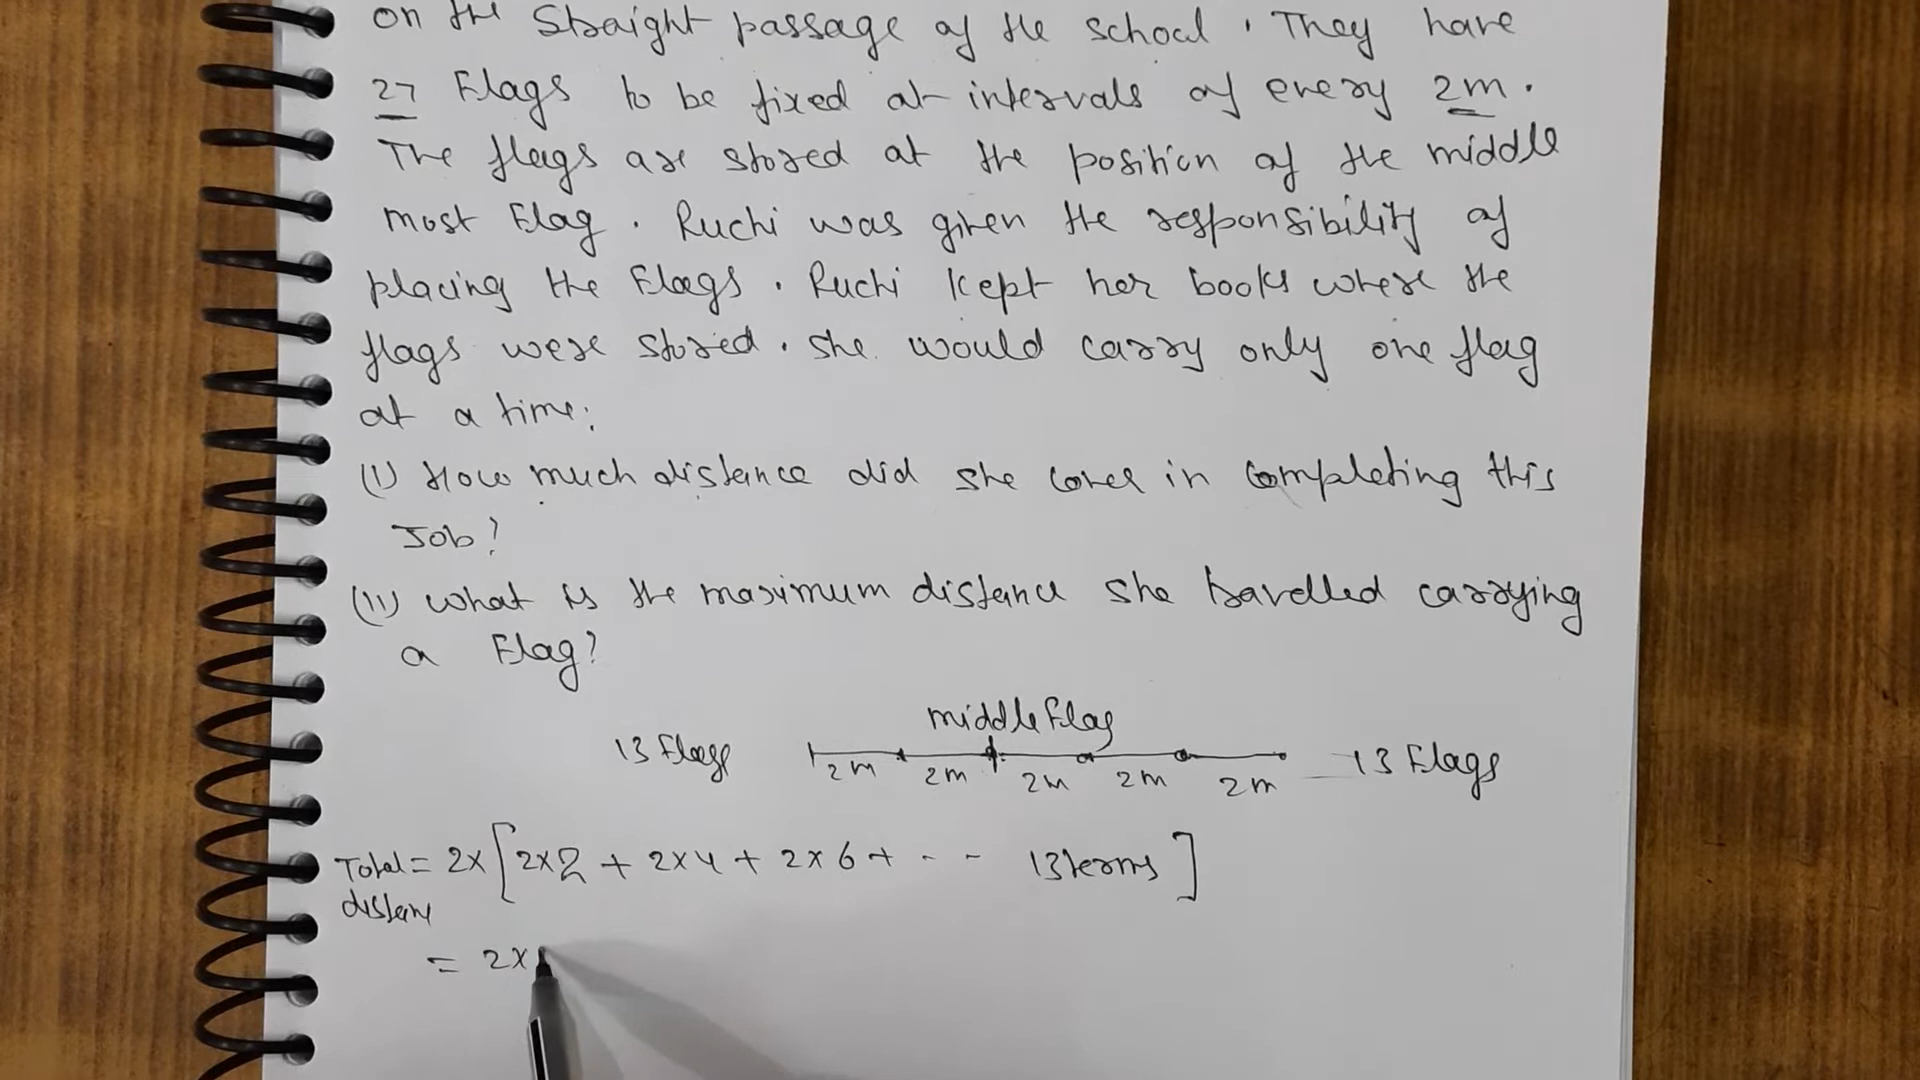 on the straight passage of the school. They have
27 Flags to be fixed at intervals of every 2m.
The flags are stored at the position of the middle
most Flag. Ruchi was given the responsibility of
placing the Flags. Ruchi kept her books where the
flags were stored. she would carry only one flag
at a time:
(i) How much distance did she cover in completing this
Job?
(ii) what is the maximum distance she travelled carrying
a Flag?
middle Flag
13 Flags 13 Flags
2m 2m 2m 2m 2m
Total = 2x[2x2 + 2x4 + 2x6 + - - 13 terms]
distan
= 2x